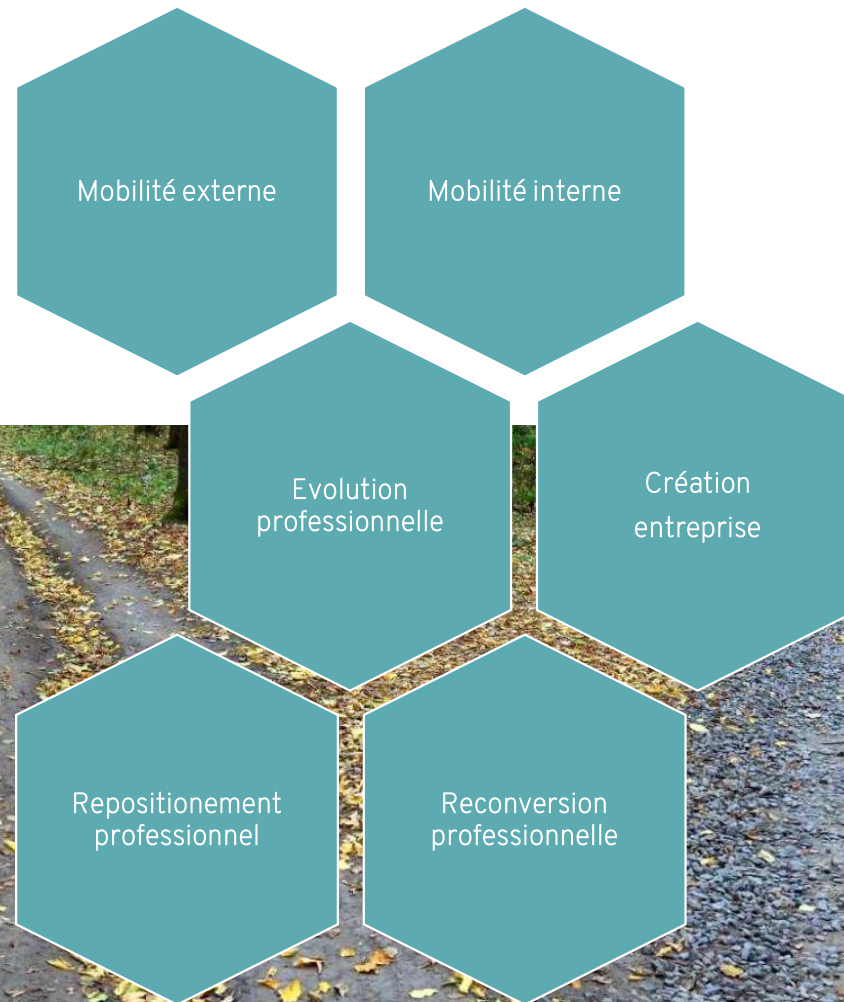 Mobilité externe
Mobilité interne
Evolution
professionnelle
Création
entreprise
Repositionement
professionnel
Reconversion
professionnelle